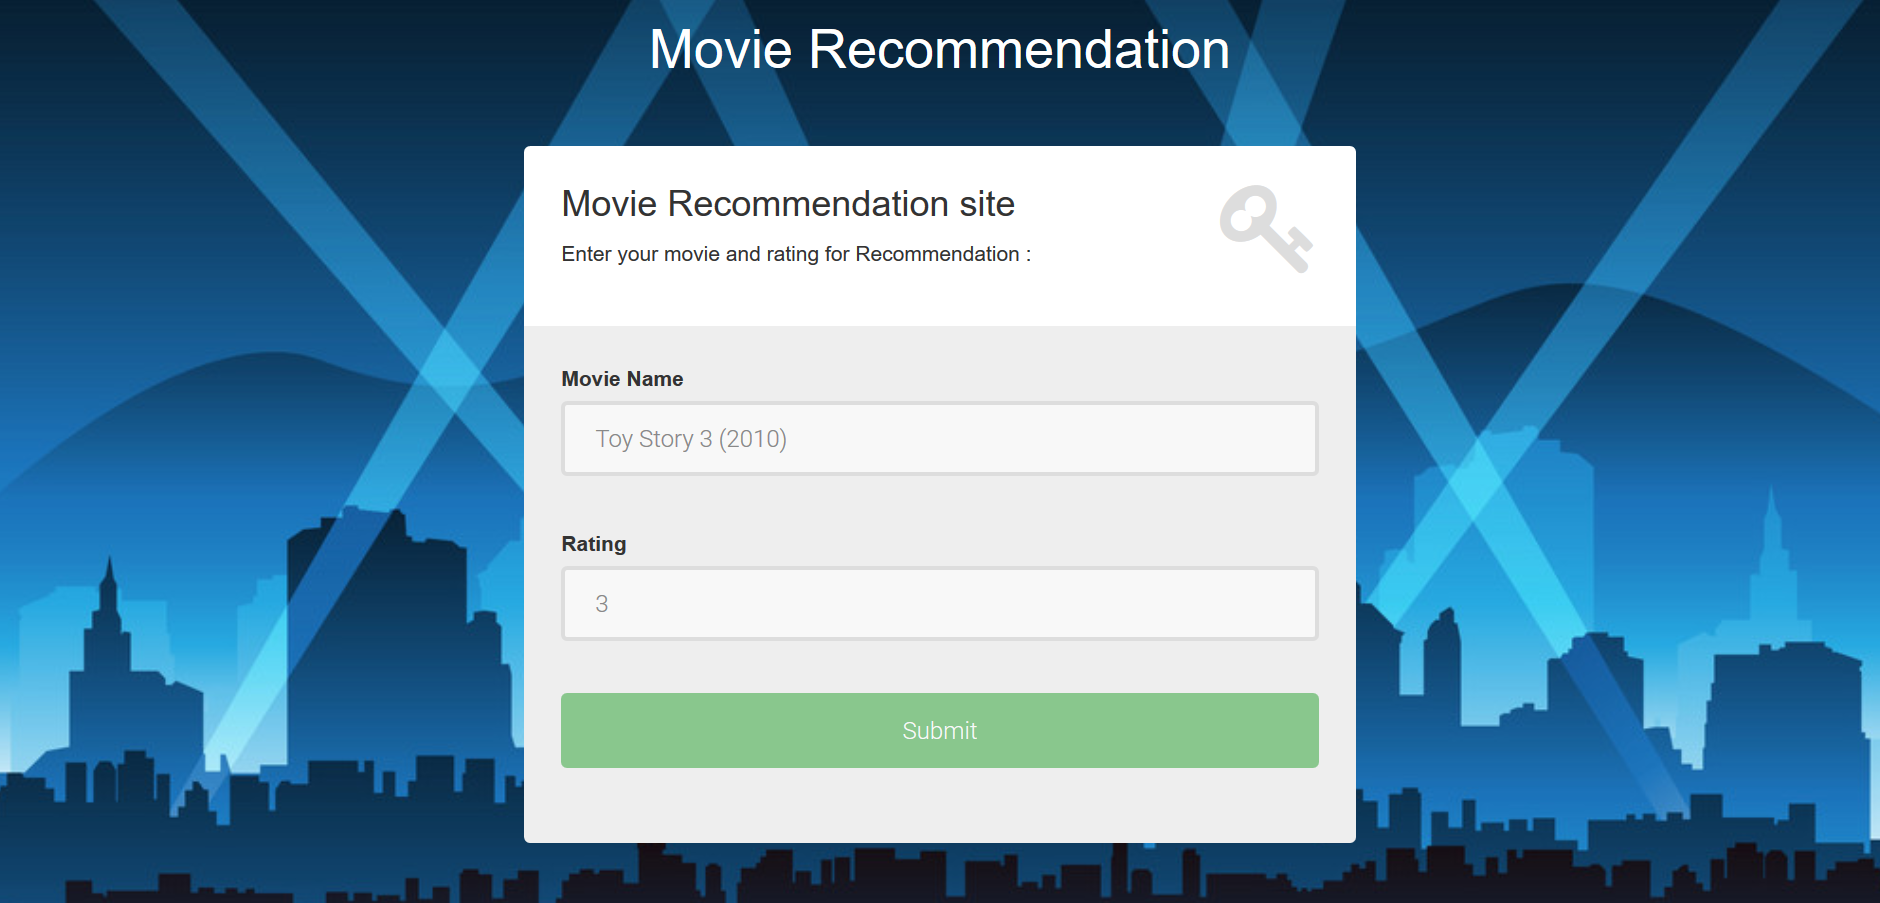 Movie Recommendation
Movie Recommendation site
Enter your movie and rating for Recommendation :
Movie Name
Toy Story 3 (2010)
Rating
3
Submit